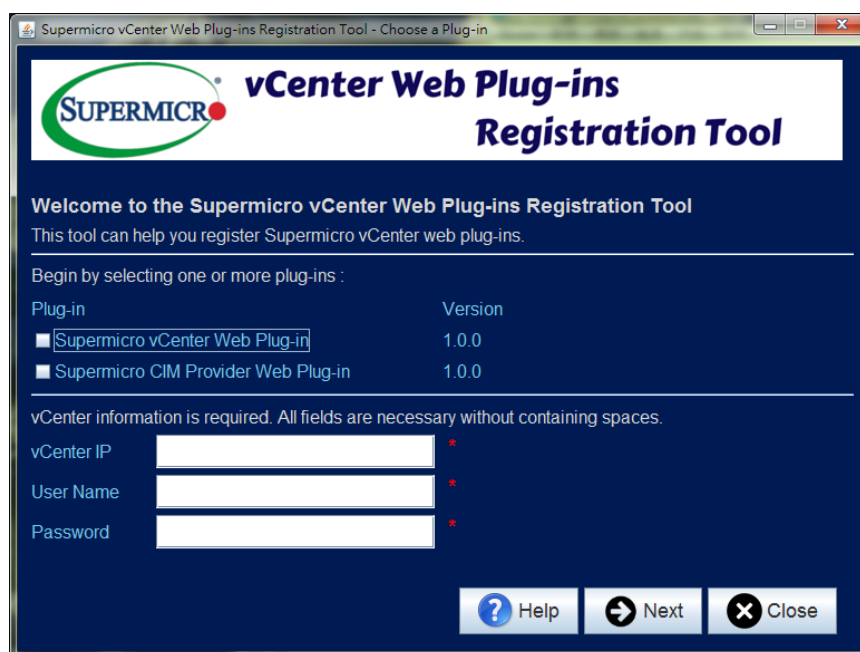 Supermicro vCenter Web Plug-ins Registration Tool - Choose a Plug-in
SUPERMICRO
vCenter Web Plug-ins
Registration Tool
Welcome to the Supermicro vCenter Web Plug-ins Registration Tool
This tool can help you register Supermicro vCenter web plug-ins.
Begin by selecting one or more plug-ins :
Plug-in Version
Supermicro vCenter Web Plug-in 1.0.0
Supermicro CIM Provider Web Plug-in 1.0.0
vCenter information is required. All fields are necessary without containing spaces.
vCenter IP *
User Name *
Password *
Help Next Close